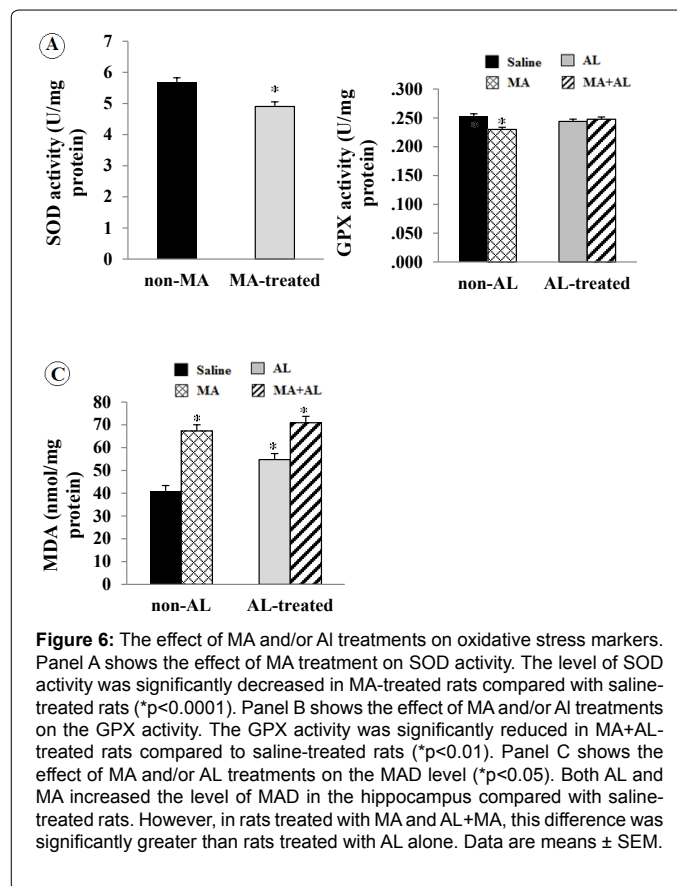 A
SOD activity (U/mg
protein)
7
6
5
4
3
2
1
0
*
non-MA
MA-treated
Saline
AL
MA
MA+AL
GPX activity (U/mg
protein)
.300
.250
.200
.150
.100
.050
.000
*
*
non-AL
AL-treated
C
Saline
AL
MA
MA+AL
MDA (nmol/mg
protein)
80
70
60
50
40
30
20
10
0
*
*
*
non-AL
AL-treated
Figure 6: The effect of MA and/or Al treatments on oxidative stress markers.
Panel A shows the effect of MA treatment on SOD activity. The level of SOD
activity was significantly decreased in MA-treated rats compared with saline-
treated rats (*p<0.0001). Panel B shows the effect of MA and/or Al treatments
on the GPX activity. The GPX activity was significantly reduced in MA+AL-
treated rats compared to saline-treated rats (*p<0.01). Panel C shows the
effect of MA and/or AL treatments on the MAD level (*p<0.05). Both AL and
MA increased the level of MAD in the hippocampus compared with saline-
treated rats. However, in rats treated with MA and AL+MA, this difference was
significantly greater than rats treated with AL alone. Data are means ± SEM.